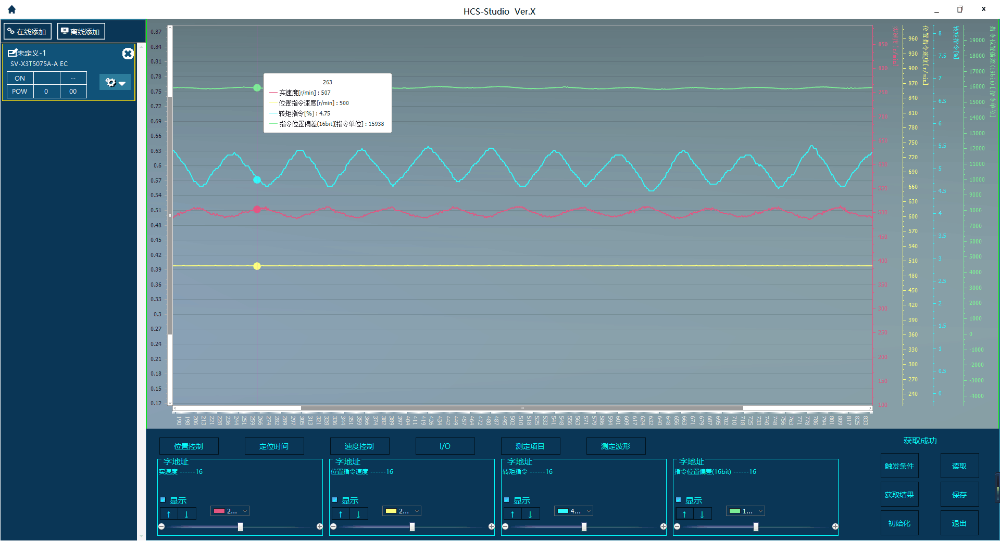 HCS-Studio Ver.X
在线添加
离线添加
未定义-1
SV-X3T5075A-A EC
ON --
POW 0 00
0.87
0.84
0.81
0.78
0.75
0.72
0.69
0.66
0.63
0.6
0.57
0.54
0.51
0.48
0.45
0.42
0.39
0.36
0.33
0.3
0.27
0.24
0.21
0.18
0.15
0.12
263
实速度[r/min] : 507
位置指令速度[r/min] : 500
转矩指令[%] : 4.75
指令位置偏差(16bit)[指令单位] : 15938
实速度[r/min]
850
800
750
700
650
600
550
500
450
400
350
300
250
200
150
100
位置指令速度[r/min]
960
930
900
870
840
810
780
750
720
690
660
630
600
570
540
510
480
450
420
390
360
330
300
270
240
转矩指令[%]
8
7.5
7
6.5
6
5.5
5
4.5
4
3.5
3
2.5
2
1.5
1
0.5
0
指令位置偏差(16bit)[指令单位]
19000
18000
17000
16000
15000
14000
13000
12000
11000
10000
9000
8000
7000
6000
5000
4000
3000
2000
1000
0
-1000
-2000
-3000
-4000
190 198 206 213 221 228 236 244 251 259 266 274 282 289 297 305 313 321 328 336 344 351 359 366 374 382 389 397 404 411 419 426 434 442 449 457 464 472 480 487 495 502 510 518 525 533 541 548 556 563 571 579 586 594 601 609 617 624 632 640 648 656 663 671 679 687 695 702 710 718 725 733 740 748 756 763 771 778 786 794 801 809 817 825 833
位置控制
定位时间
速度控制
I/O
测定项目
测定波形
获取成功
字地址
实速度 ------16
显示
↑ ↓
2...
字地址
位置指令速度 ------16
显示
↑ ↓
2...
字地址
转矩指令 ------16
显示
↑ ↓
4...
字地址
指令位置偏差(16bit) ------16
显示
↑ ↓
1...
触发条件
读取
获取结果
保存
初始化
退出